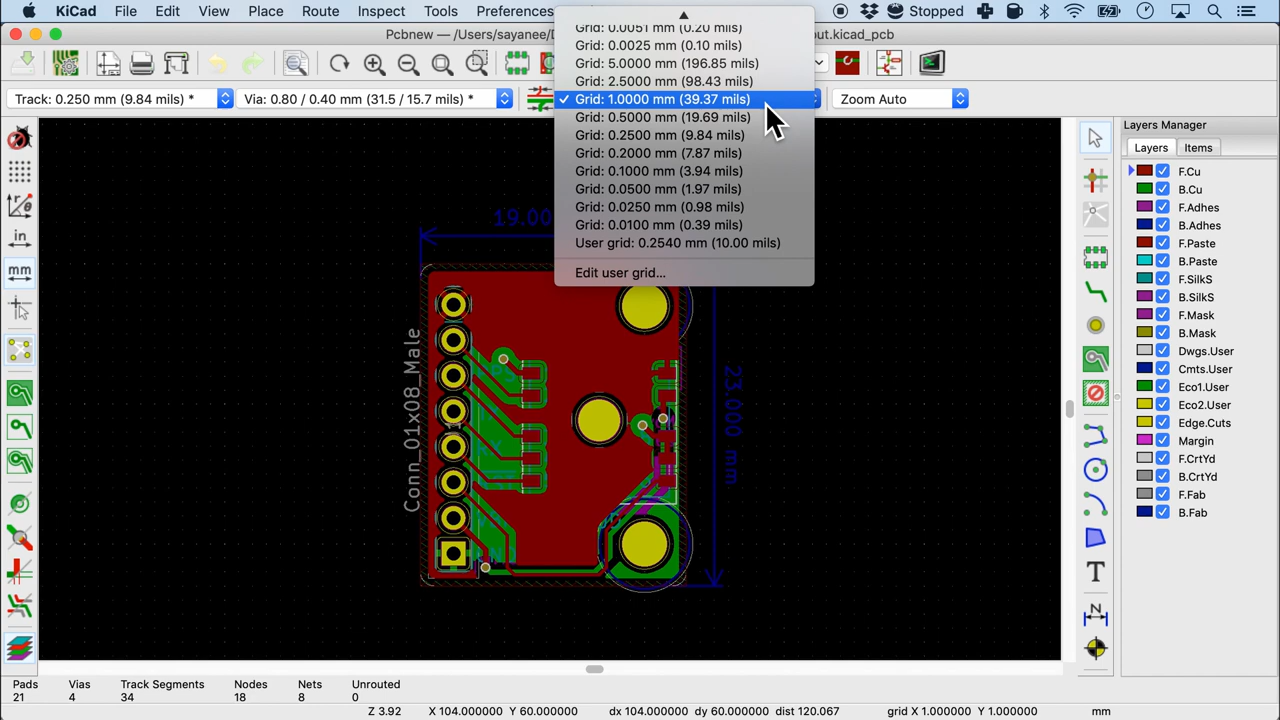 KiCad File Edit View Place Route Inspect Tools Preferences Stopped
Pcbnew — /Users/sayanee/D
out.kicad_pcb
Grid: 0.0051 mm (0.20 mils)
Grid: 0.0025 mm (0.10 mils)
Grid: 5.0000 mm (196.85 mils)
Grid: 2.5000 mm (98.43 mils)
Grid: 1.0000 mm (39.37 mils)
Grid: 0.5000 mm (19.69 mils)
Grid: 0.2500 mm (9.84 mils)
Grid: 0.2000 mm (7.87 mils)
Grid: 0.1000 mm (3.94 mils)
Grid: 0.0500 mm (1.97 mils)
Grid: 0.0250 mm (0.98 mils)
Grid: 0.0100 mm (0.39 mils)
User grid: 0.2540 mm (10.00 mils)
Edit user grid...
Track: 0.250 mm (9.84 mils) *
Via: 0.80 / 0.40 mm (31.5 / 15.7 mils) *
Zoom Auto
in
mm
19.00
23.000 mm
Conn_01x08_Male
T
N
Layers Manager
Layers Items
F.Cu
B.Cu
F.Adhes
B.Adhes
F.Paste
B.Paste
F.SilkS
B.SilkS
F.Mask
B.Mask
Dwgs.User
Cmts.User
Eco1.User
Eco2.User
Edge.Cuts
Margin
F.CrtYd
B.CrtYd
F.Fab
B.Fab
Pads Vias Track Segments Nodes Nets Unrouted
21 4 34 18 8 0
Z 3.92 X 104.000000 Y 60.000000 dx 104.000000 dy 60.000000 dist 120.067 grid X 1.000000 Y 1.000000 mm